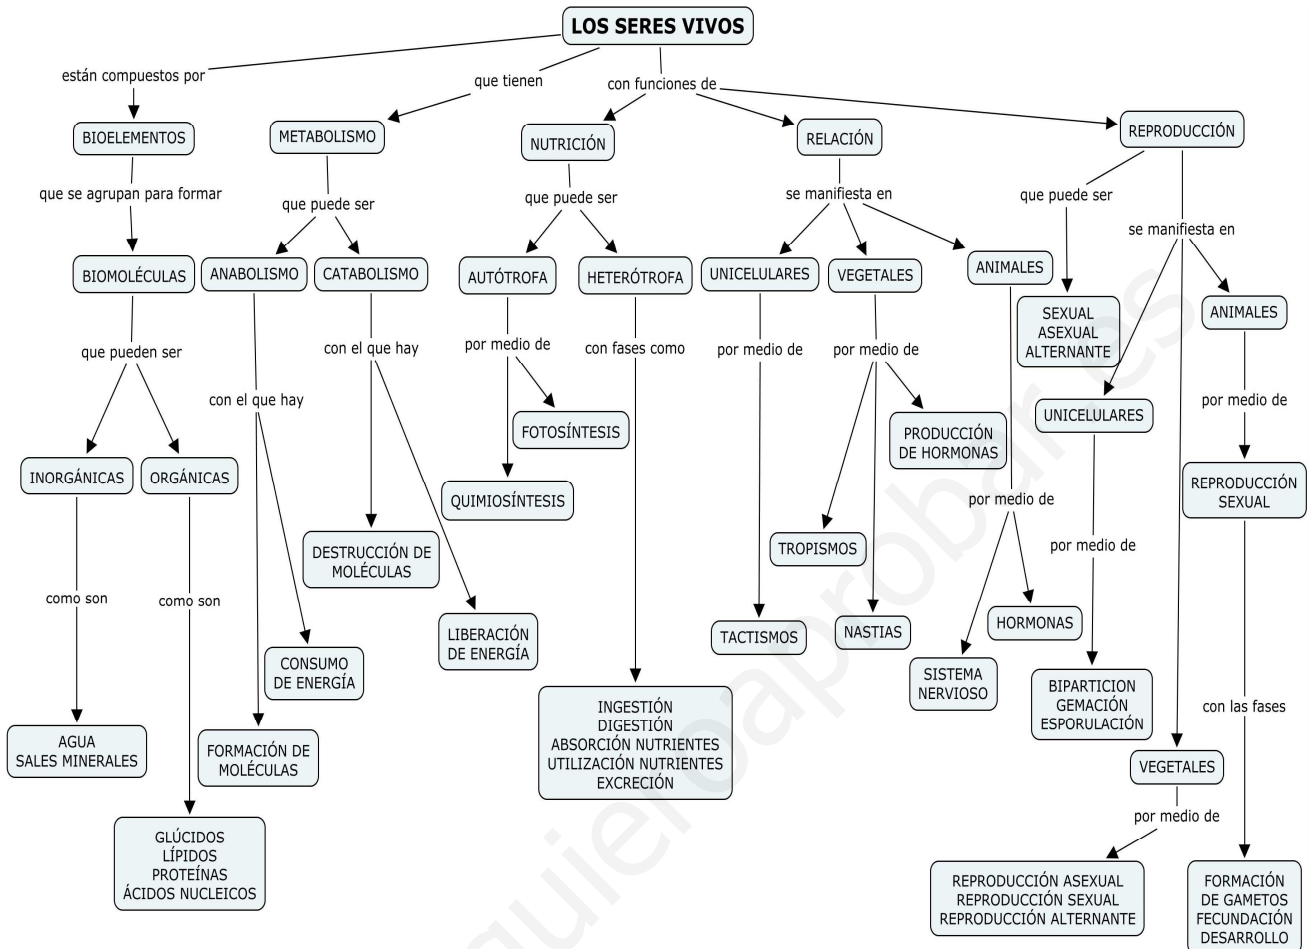 LOS SERES VIVOS
están compuestos por
que tienen
con funciones de
BIOELEMENTOS
METABOLISMO
NUTRICIÓN
RELACIÓN
REPRODUCCIÓN
que se agrupan para formar
que puede ser
que puede ser
se manifiesta en
que puede ser
se manifiesta en
BIOMOLÉCULAS
ANABOLISMO
CATABOLISMO
AUTÓTROFA
HETERÓTROFA
UNICELULARES
VEGETALES
ANIMALES
SEXUAL
ASEXUAL
ALTERNANTE
ANIMALES
que pueden ser
con el que hay
con el que hay
por medio de
con fases como
por medio de
por medio de
por medio de
UNICELULARES
FOTOSÍNTESIS
PRODUCCIÓN
DE HORMONAS
INORGÁNICAS
ORGÁNICAS
QUIMIOSÍNTESIS
REPRODUCCIÓN
SEXUAL
por medio de
por medio de
DESTRUCCIÓN DE
MOLÉCULAS
TROPISMOS
como son
como son
LIBERACIÓN
DE ENERGÍA
TACTISMOS
NASTIAS
HORMONAS
CONSUMO
DE ENERGÍA
SISTEMA
NERVIOSO
BIPARTICION
GEMACIÓN
ESPORULACIÓN
con las fases
INGESTIÓN
DIGESTIÓN
ABSORCIÓN NUTRIENTES
UTILIZACIÓN NUTRIENTES
EXCRECIÓN
AGUA
SALES MINERALES
FORMACIÓN DE
MOLÉCULAS
VEGETALES
por medio de
GLÚCIDOS
LÍPIDOS
PROTEÍNAS
ÁCIDOS NUCLEICOS
REPRODUCCIÓN ASEXUAL
REPRODUCCIÓN SEXUAL
REPRODUCCIÓN ALTERNANTE
FORMACIÓN
DE GAMETOS
FECUNDACIÓN
DESARROLLO
quieroaprobar.es